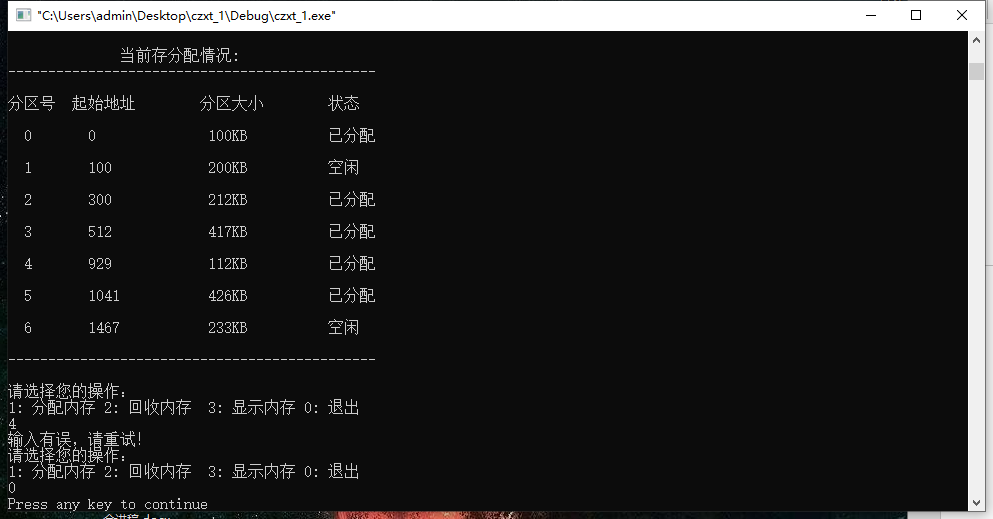 "C:\Users\admin\Desktop\czxt_1\Debug\czxt_1.exe"
当前存分配情况:
----------------------------------------------
分区号 起始地址 分区大小 状态
0 0 100KB 已分配
1 100 200KB 空闲
2 300 212KB 已分配
3 512 417KB 已分配
4 929 112KB 已分配
5 1041 426KB 已分配
6 1467 233KB 空闲
----------------------------------------------
请选择您的操作:
1: 分配内存 2: 回收内存 3: 显示内存 0: 退出
4
输入有误, 请重试!
请选择您的操作:
1: 分配内存 2: 回收内存 3: 显示内存 0: 退出
0
Press any key to continue